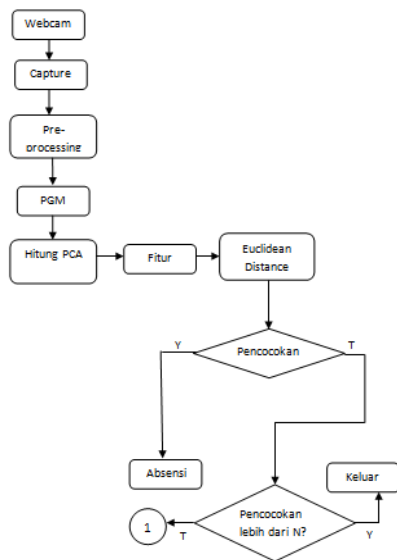 Webcam
Capture
Pre-
processing
PGM
Hitung PCA
Fitur
Euclidean
Distance
Pencocokan
Y
T
Absensi
Keluar
Pencocokan
lebih dari N?
1
T
Y